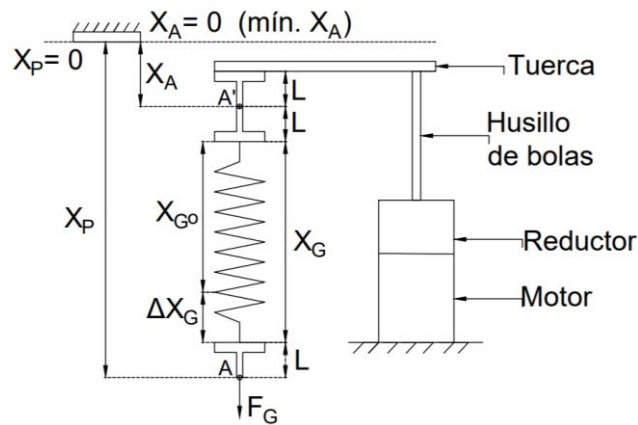 X_A = 0 (mín. X_A)
X_P = 0
X_A
A'
L
L
Tuerca
Husillo
de bolas
X_P
X_Go
X_G
Reductor
ΔX_G
Motor
A
L
F_G